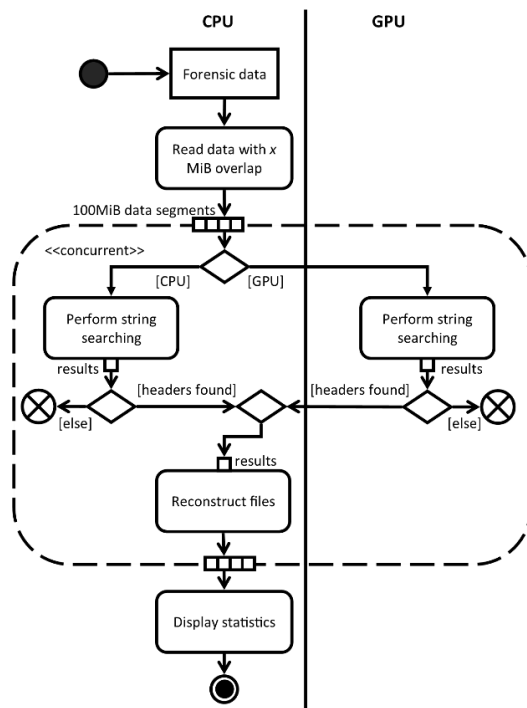 CPU
GPU
Forensic data
Read data with x
MiB overlap
100MiB data segments
<<concurrent>>
[CPU]
[GPU]
Perform string
searching
Perform string
searching
results
results
[headers found]
[headers found]
[else]
[else]
results
Reconstruct files
Display statistics